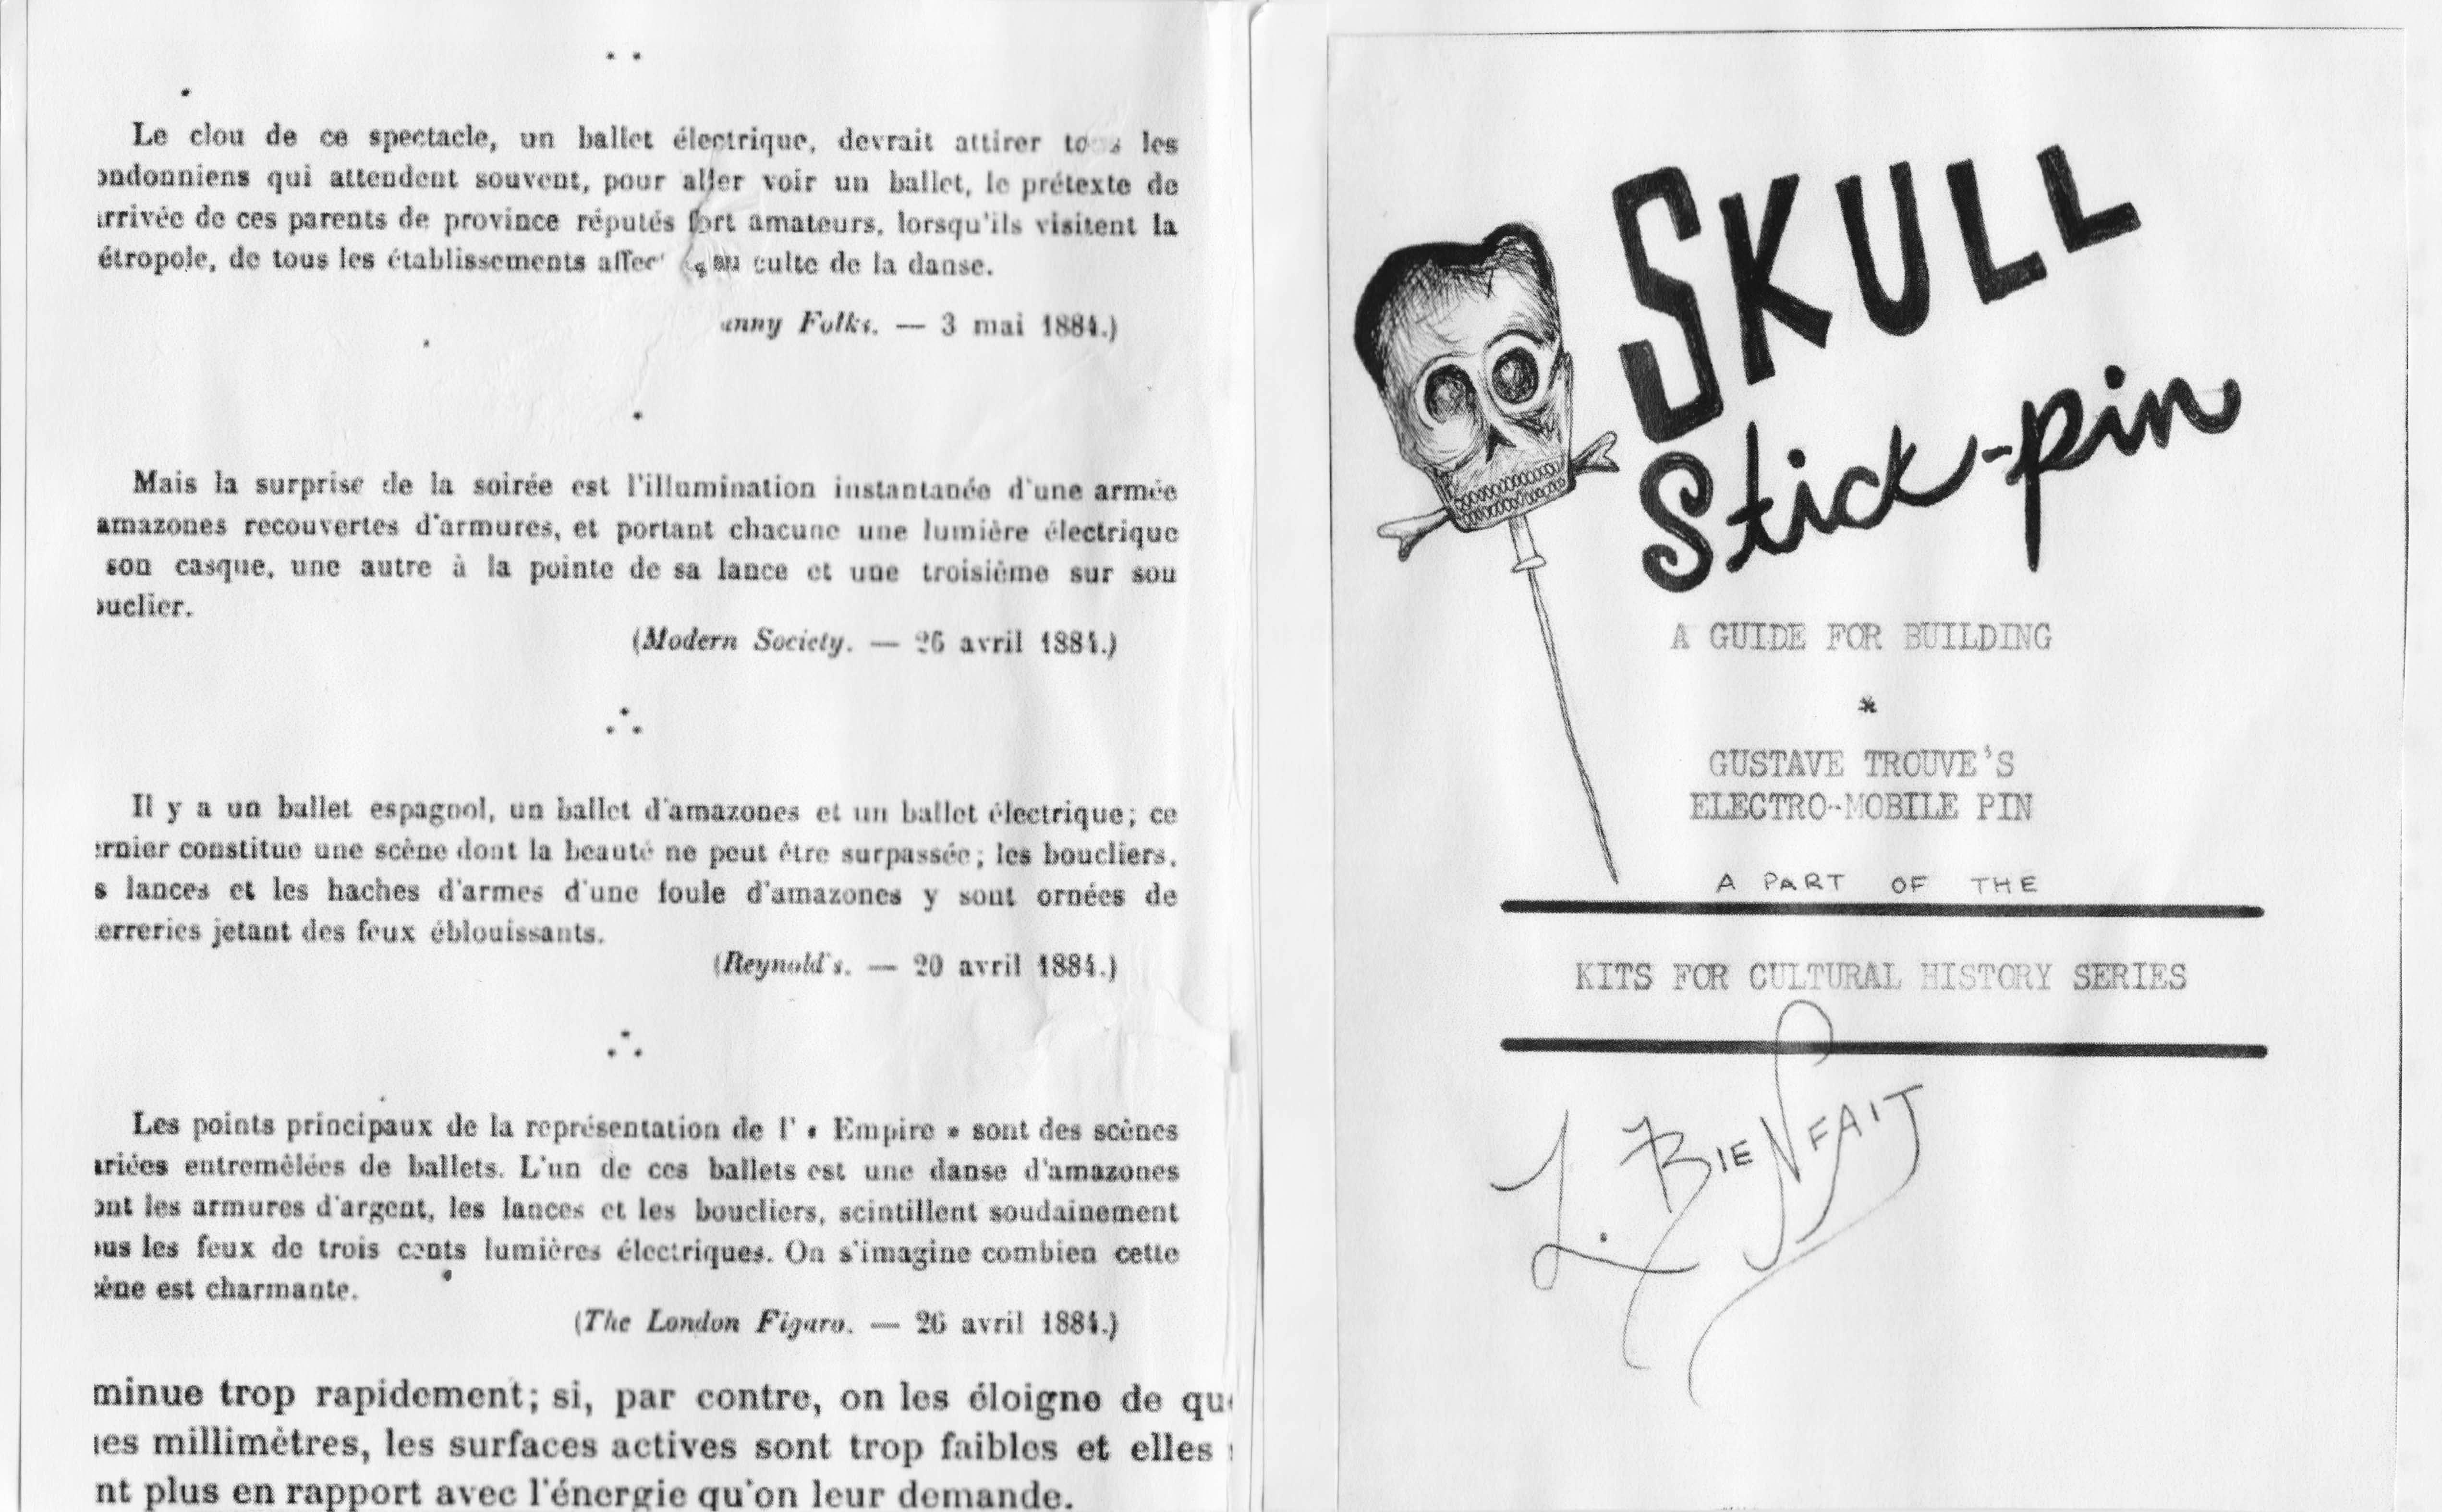 Le clou de ce spectacle, un ballet électrique, devrait attirer les
ondonniens qui attendent souvent, pour aller voir un ballet, le prétexte de
rrivée de ces parents de province réputés fort amateurs, lorsqu'ils visitent la
étropole, de tous les établissements affec au culte de la danse.
unny Folks. — 3 mai 1884.)
Mais la surprise de la soirée est l'illumination instantanée d'une armée
amazones recouvertes d'armures, et portant chacune une lumière électrique
son casque, une autre à la pointe de sa lance et une troisième sur son
ouclier.
(Modern Society. — 26 avril 1884.)
Il y a un ballet espagnol, un ballet d'amazones et un ballet électrique; ce
ernier constitue une scène dont la beauté ne peut être surpassée; les boucliers,
s lances et les haches d'armes d'une foule d'amazones y sont ornées de
erreries jetant des feux éblouissants.
(Reynold's. — 20 avril 1884.)
Les points principaux de la représentation de l' « Empire » sont des scènes
ariées entremêlées de ballets. L'un de ces ballets est une danse d'amazones
ont les armures d'argent, les lances et les boucliers, scintillent soudainement
ous les feux de trois cents lumières électriques. On s'imagine combien cette
cène est charmante.
(The London Figaro. — 26 avril 1884.)
minue trop rapidement; si, par contre, on les éloigne de qu
es millimètres, les surfaces actives sont trop faibles et elles
nt plus en rapport avec l'énergie qu'on leur demande.
SKULL
Stick-pin
A GUIDE FOR BUILDING
*
GUSTAVE TROUVE'S
ELECTRO-MOBILE PIN
A PART OF THE
KITS FOR CULTURAL HISTORY SERIES
L. BIENFAIT